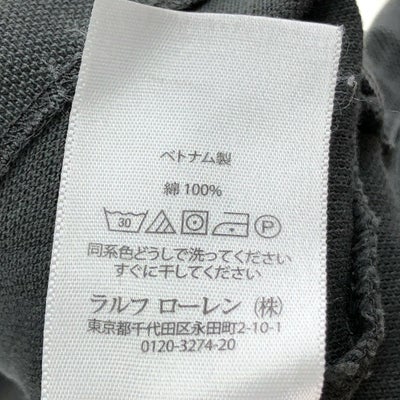 ベトナム製
綿 100%
30 P
同系色どうしで洗ってください
すぐに干してください
ラルフ ローレン（株）
東京都千代田区永田町2-10-1
0120-3274-20